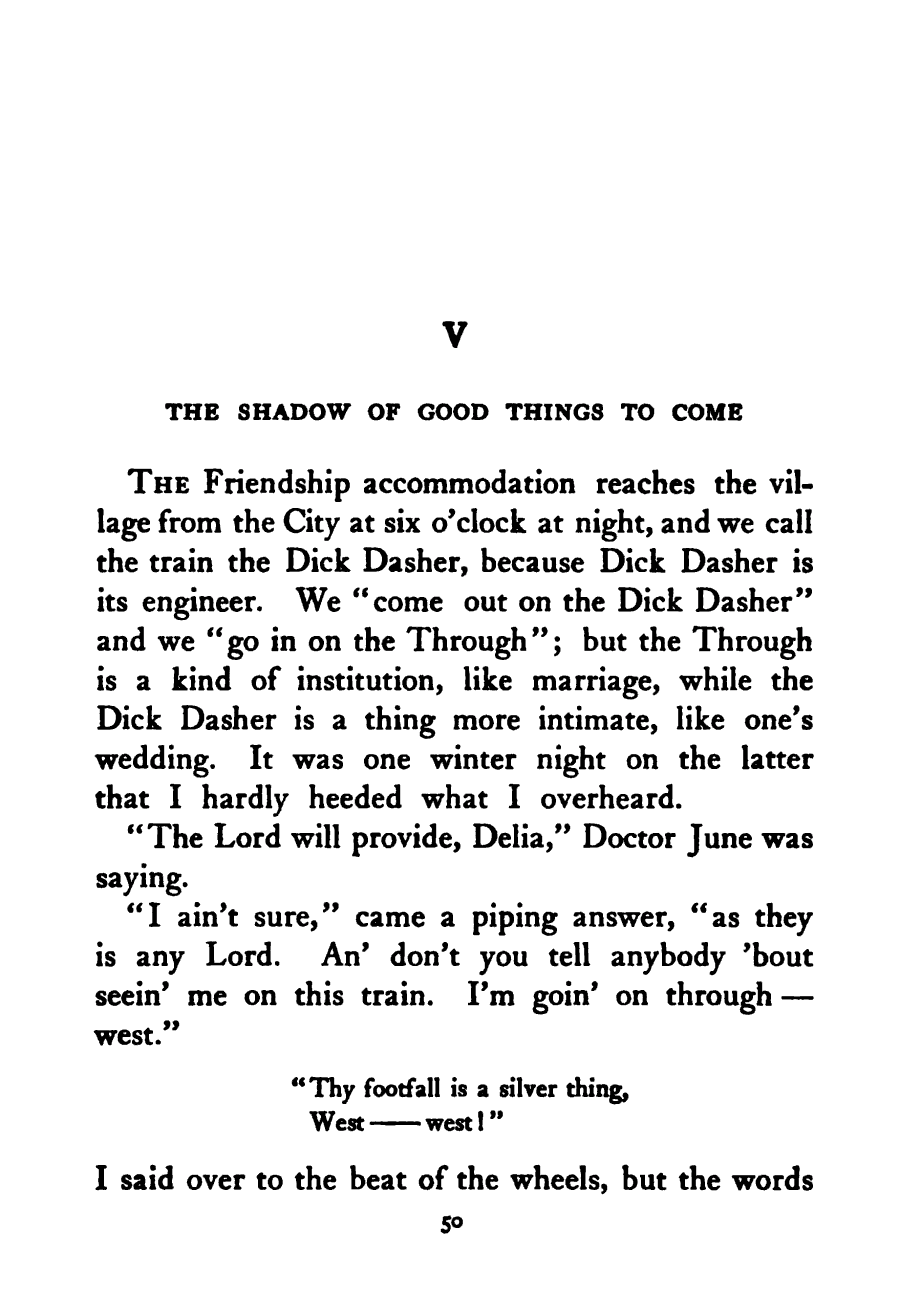 V
THE SHADOW OF GOOD THINGS TO COME
THE Friendship accommodation reaches the vil-
lage from the City at six o'clock at night, and we call
the train the Dick Dasher, because Dick Dasher is
its engineer. We “come out on the Dick Dasher”
and we “go in on the Through”; but the Through
is a kind of institution, like marriage, while the
Dick Dasher is a thing more intimate, like one's
wedding. It was one winter night on the latter
that I hardly heeded what I overheard.
“The Lord will provide, Delia,” Doctor June was
saying.
“I ain't sure,” came a piping answer, “as they
is any Lord. An' don't you tell anybody 'bout
seein' me on this train. I'm goin' on through —
west.”
“Thy footfall is a silver thing,
West —— west!”
I said over to the beat of the wheels, but the words
50